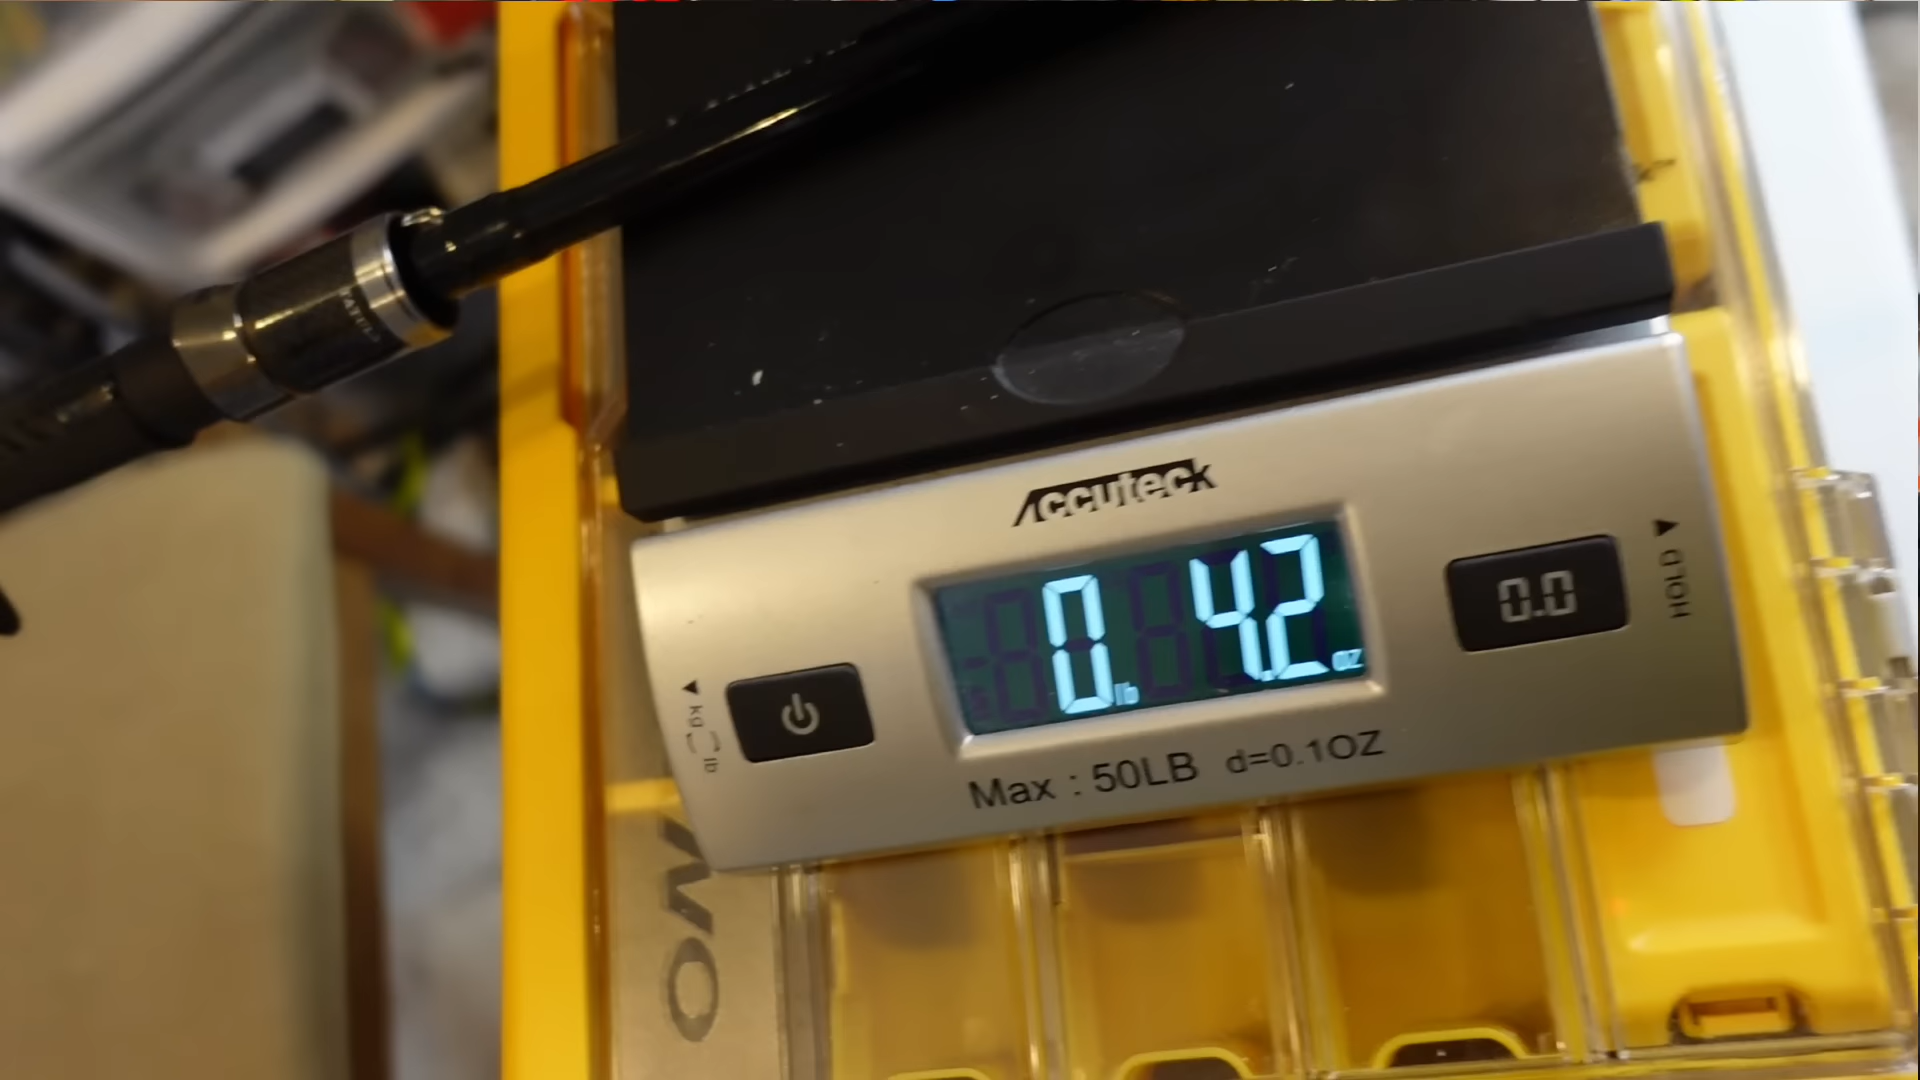 Accuteck
0 lb 4.2 oz
0.0
▲ HOLD
▼ kg lb
Max : 50LB d=0.1OZ